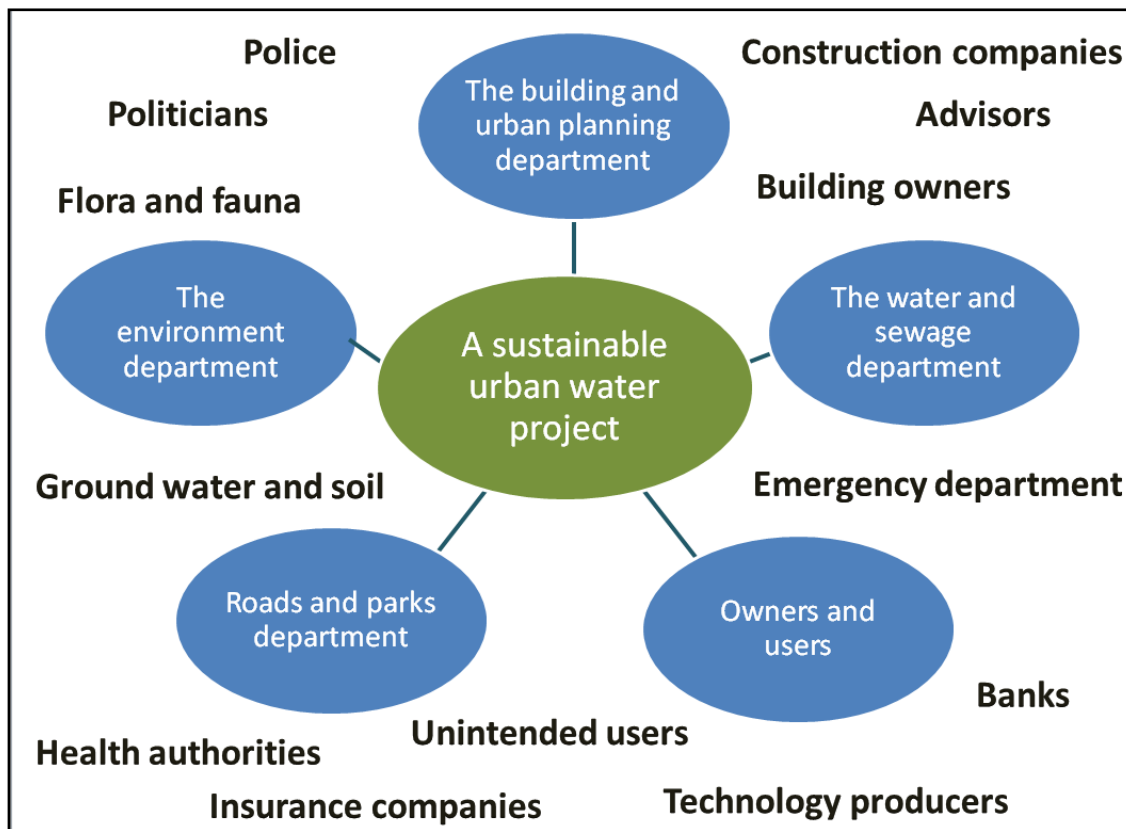 Police
Construction companies
The building and
urban planning
department
Politicians
Advisors
Flora and fauna
Building owners
The
environment
department
The water and
sewage
department
A sustainable
urban water
project
Ground water and soil
Emergency department
Roads and parks
department
Owners and
users
Banks
Unintended users
Health authorities
Insurance companies
Technology producers